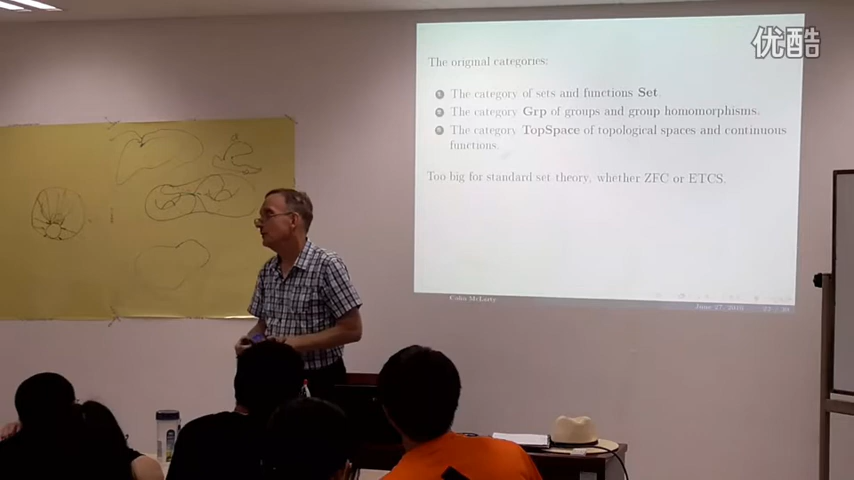 优酷
The original categories:
The category of sets and functions Set.
The category Grp of groups and group homomorphisms.
The category TopSpace of topological spaces and continuous
functions.
Too big for standard set theory, whether ZFC or ETCS.
Colin McLarty